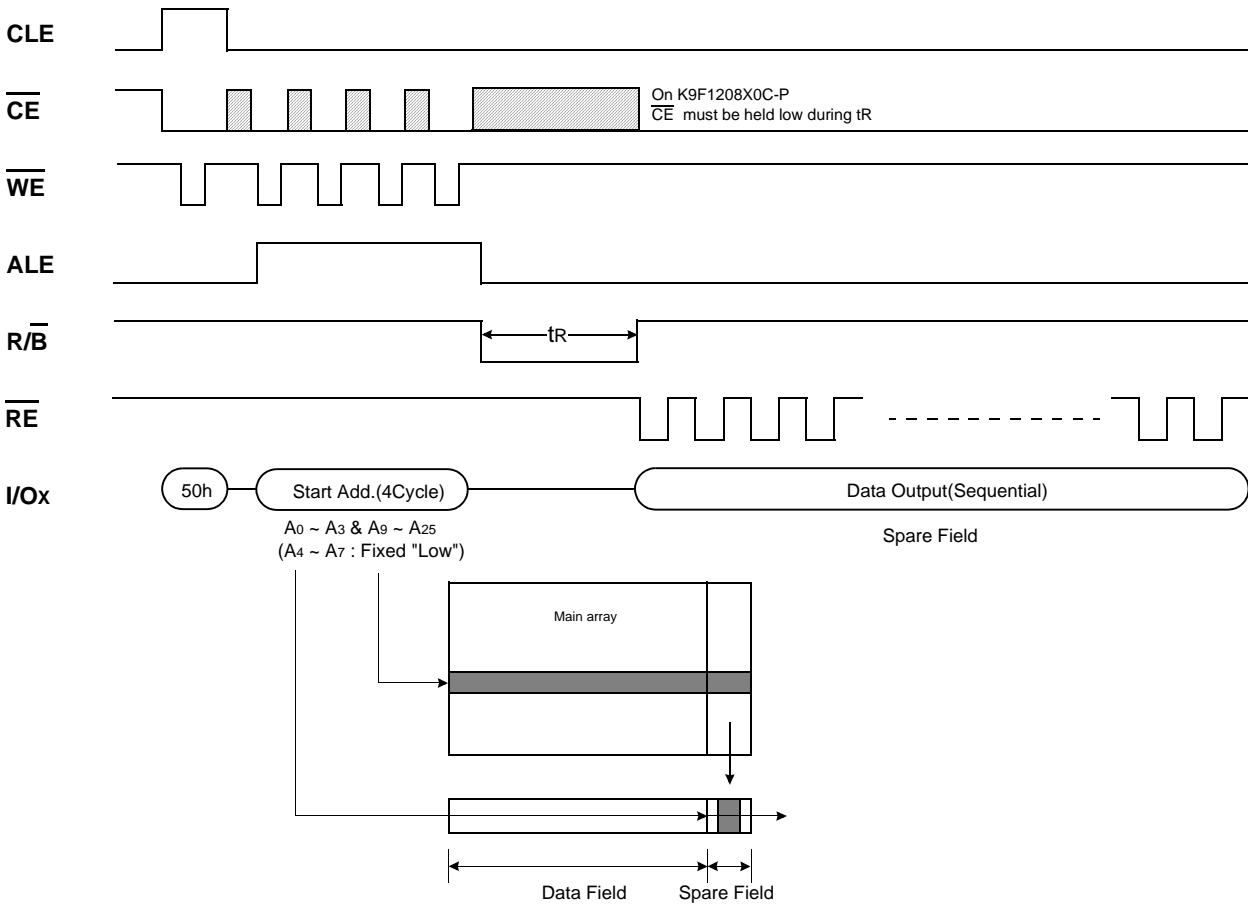 CLE
CE
On K9F1208X0C-P
CE must be held low during tR
WE
ALE
R/B
tR
RE
I/Ox
50h
Start Add.(4Cycle)
Data Output(Sequential)
A0 ~ A3 & A9 ~ A25
(A4 ~ A7 : Fixed "Low")
Spare Field
Main array
Data Field
Spare Field